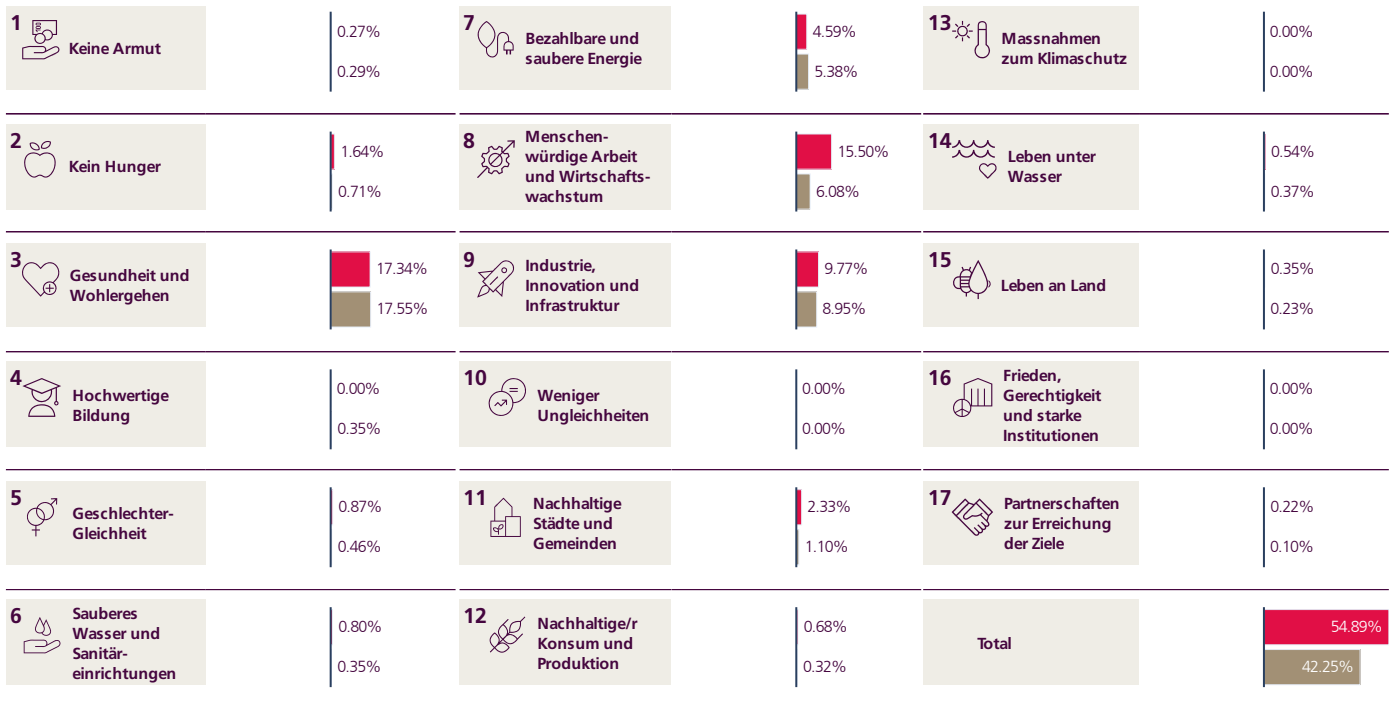 1
Keine Armut
0.27%
0.29%
2
Kein Hunger
1.64%
0.71%
3
Gesundheit und
Wohlergehen
17.34%
17.55%
4
Hochwertige
Bildung
0.00%
0.35%
5
Geschlechter-
Gleichheit
0.87%
0.46%
6
Sauberes
Wasser und
Sanitär-
einrichtungen
0.80%
0.35%
7
Bezahlbare und
saubere Energie
4.59%
5.38%
8
Menschen-
würdige Arbeit
und Wirtschafts-
wachstum
15.50%
6.08%
9
Industrie,
Innovation und
Infrastruktur
9.77%
8.95%
10
Weniger
Ungleichheiten
0.00%
0.00%
11
Nachhaltige
Städte und
Gemeinden
2.33%
1.10%
12
Nachhaltige/r
Konsum und
Produktion
0.68%
0.32%
13
Massnahmen
zum Klimaschutz
0.00%
0.00%
14
Leben unter
Wasser
0.54%
0.37%
15
Leben an Land
0.35%
0.23%
16
Frieden,
Gerechtigkeit
und starke
Institutionen
0.00%
0.00%
17
Partnerschaften
zur Erreichung
der Ziele
0.22%
0.10%
Total
54.89%
42.25%